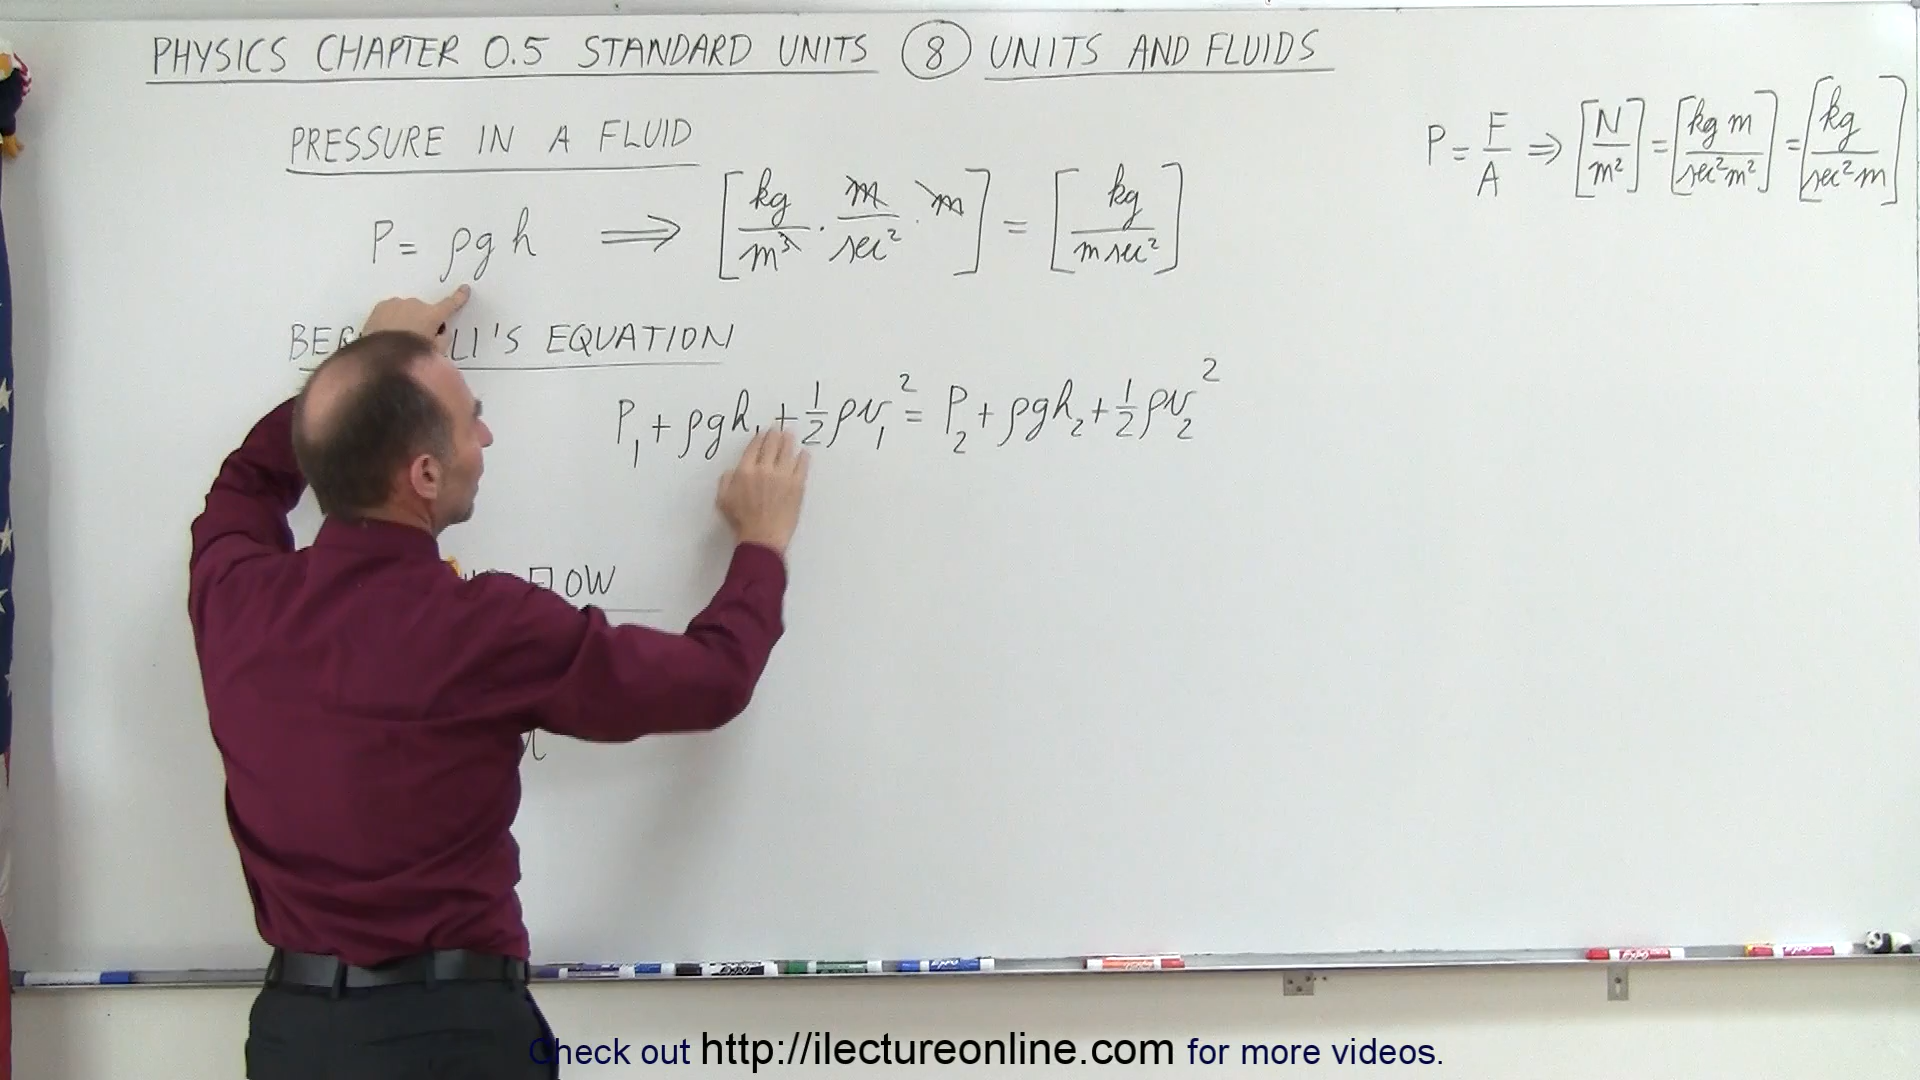 PHYSICS CHAPTER 0.5 STANDARD UNITS ⑧ UNITS AND FLUIDS
P = F/A ⇒ [N/m²] = [kg m/sec² m²] = [kg/sec² m]
PRESSURE IN A FLUID
P = ρgh ⟹ [kg/m³ · m/sec² · m] = [kg/m sec²]
LI'S EQUATION
P₁ + ρgh₁ + ½ρv₁² = P₂ + ρgh₂ + ½ρv₂²
FLOW
Check out http://ilectureonline.com for more videos.